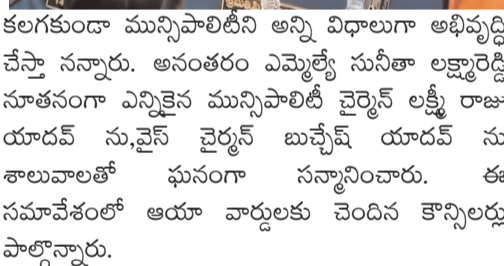 కలగకుండా మున్సిపాలిటీని అన్ని విధాలుగా అభివృద్ధి
చేస్తా నన్నారు. అనంతరం ఎమ్మెల్యే సునీతా లక్ష్మారెడ్డి
నూతనంగా ఎన్నికైన మున్సిపాలిటీ చైర్మెన్ లక్ష్మీ రాజు
యాదవ్ ను,వైస్ చైర్మన్ బుచ్చేష్ యాదవ్ ను
శాలువాలతో ఘనంగా సన్మానించారు. ఈ
సమావేశంలో ఆయా వార్డులకు చెందిన కౌన్సిలర్లు
పాల్గొన్నారు.